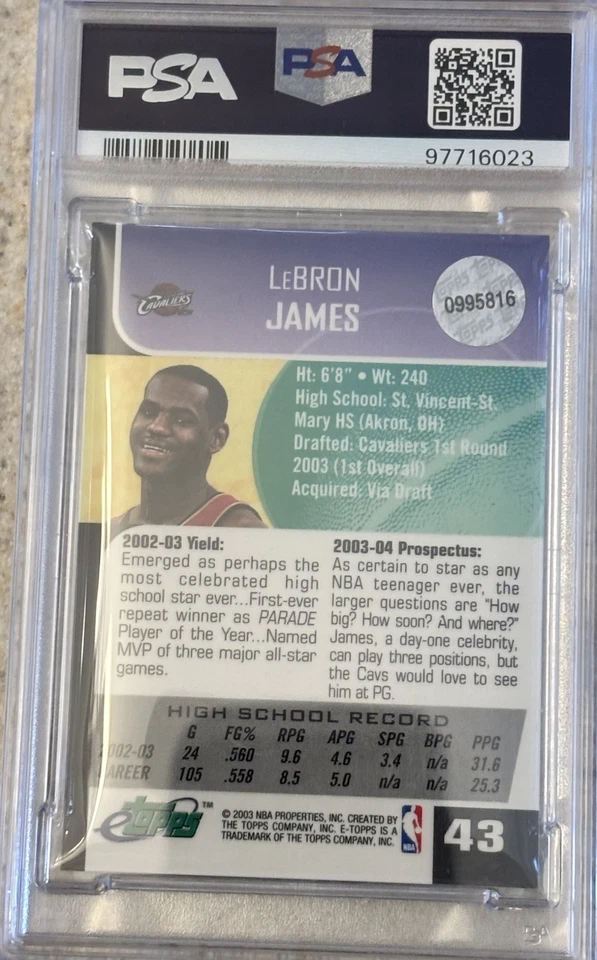 PSA
PSA
97716023
CAVALIERS
LeBRON
JAMES
0995816
Ht: 6'8" • Wt: 240
High School: St. Vincent-St.
Mary HS (Akron, OH)
Drafted: Cavaliers 1st Round
2003 (1st Overall)
Acquired: Via Draft
2002-03 Yield:
Emerged as perhaps the
most celebrated high
school star ever...First-ever
repeat winner as PARADE
Player of the Year...Named
MVP of three major all-star
games.
2003-04 Prospectus:
As certain to star as any
NBA teenager ever, the
larger questions are "How
big? How soon? And where?"
James, a day-one celebrity,
can play three positions, but
the Cavs would love to see
him at PG.
HIGH SCHOOL RECORD
G FG% RPG APG SPG BPG PPG
2002-03 24 .560 9.6 4.6 3.4 n/a 31.6
CAREER 105 .558 8.5 5.0 n/a n/a 25.3
etopps™
© 2003 NBA PROPERTIES, INC. CREATED BY
THE TOPPS COMPANY, INC. E-TOPPS IS A
TRADEMARK OF THE TOPPS COMPANY, INC.
NBA
43
PSA